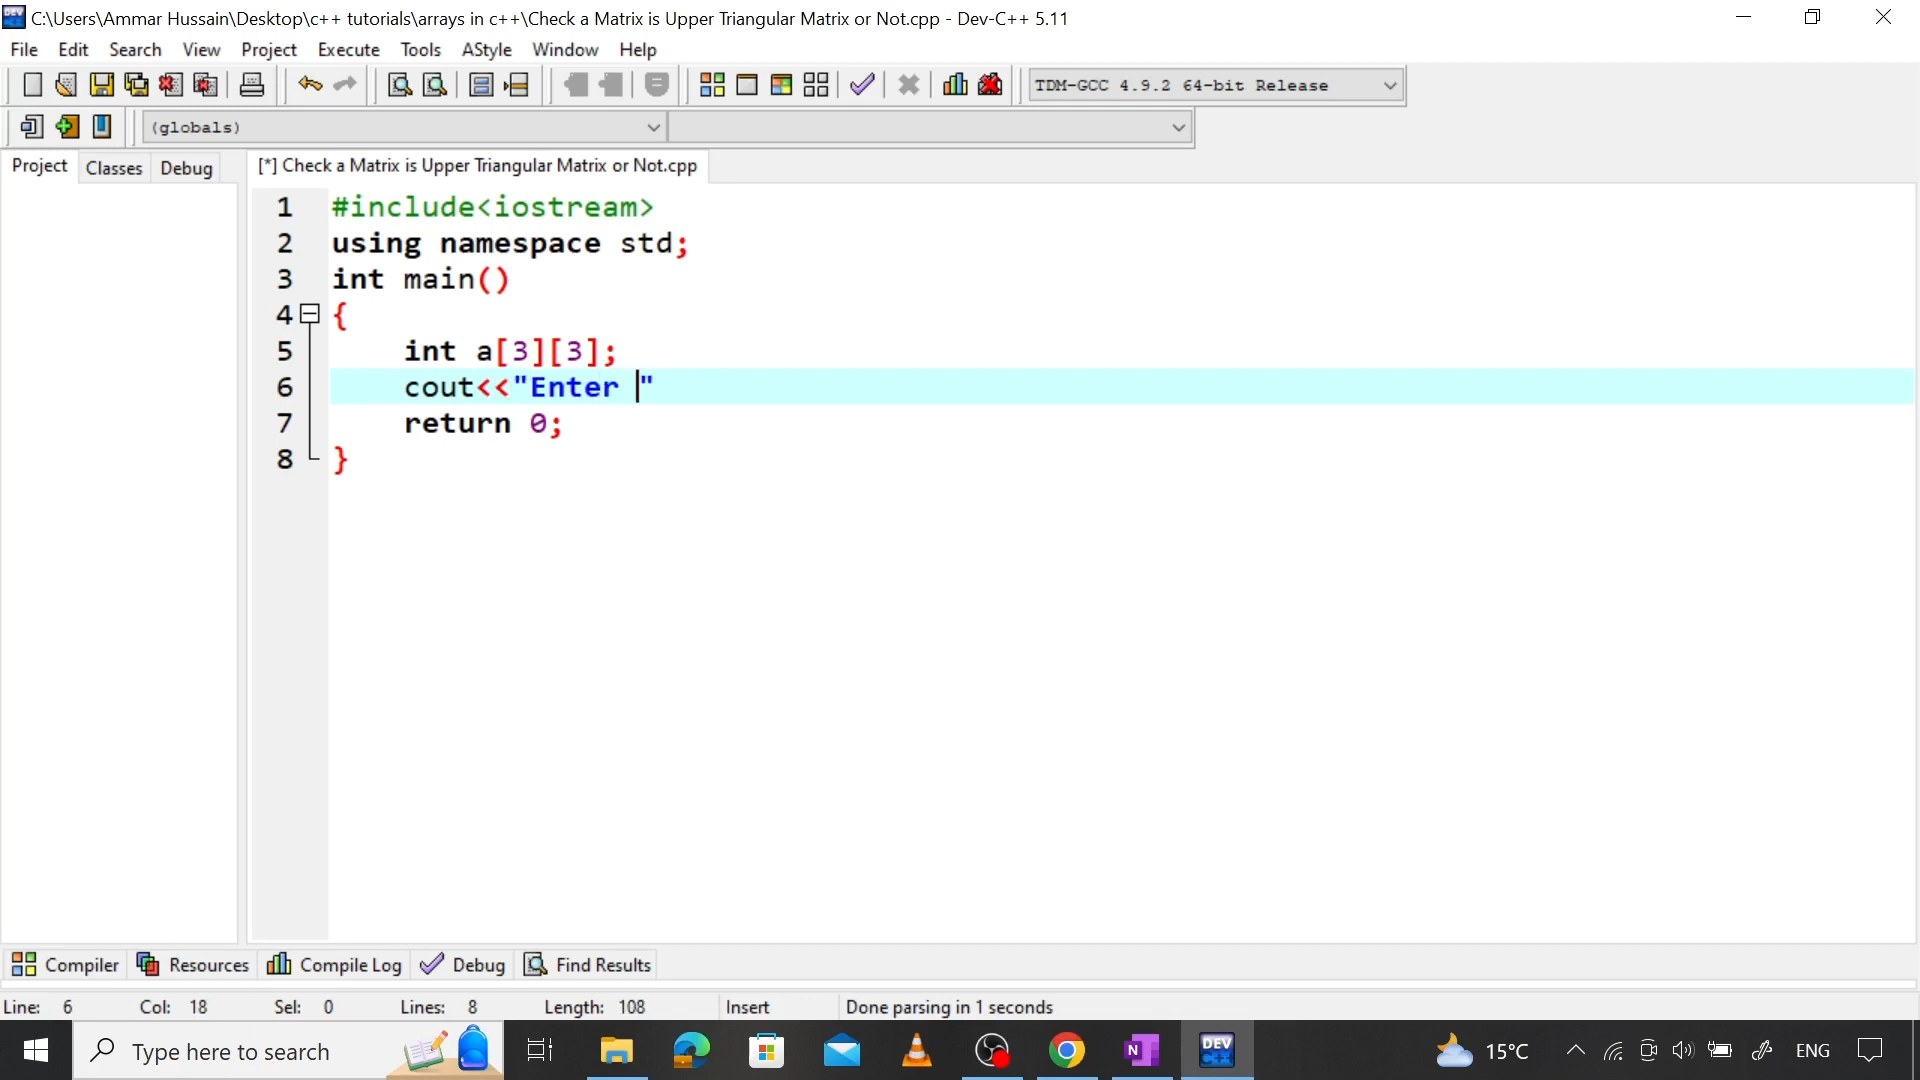 C:\Users\Ammar Hussain\Desktop\c++ tutorials\arrays in c++\Check a Matrix is Upper Triangular Matrix or Not.cpp - Dev-C++ 5.11
File Edit Search View Project Execute Tools AStyle Window Help
TDM-GCC 4.9.2 64-bit Release
(globals)
Project Classes Debug [*] Check a Matrix is Upper Triangular Matrix or Not.cpp
1 #include<iostream>
2 using namespace std;
3 int main()
4 {
5 int a[3][3];
6 cout<<"Enter "
7 return 0;
8 }
Compiler Resources Compile Log Debug Find Results
Line: 6 Col: 18 Sel: 0 Lines: 8 Length: 108 Insert Done parsing in 1 seconds
Type here to search N DEV C++ 15°C ENG